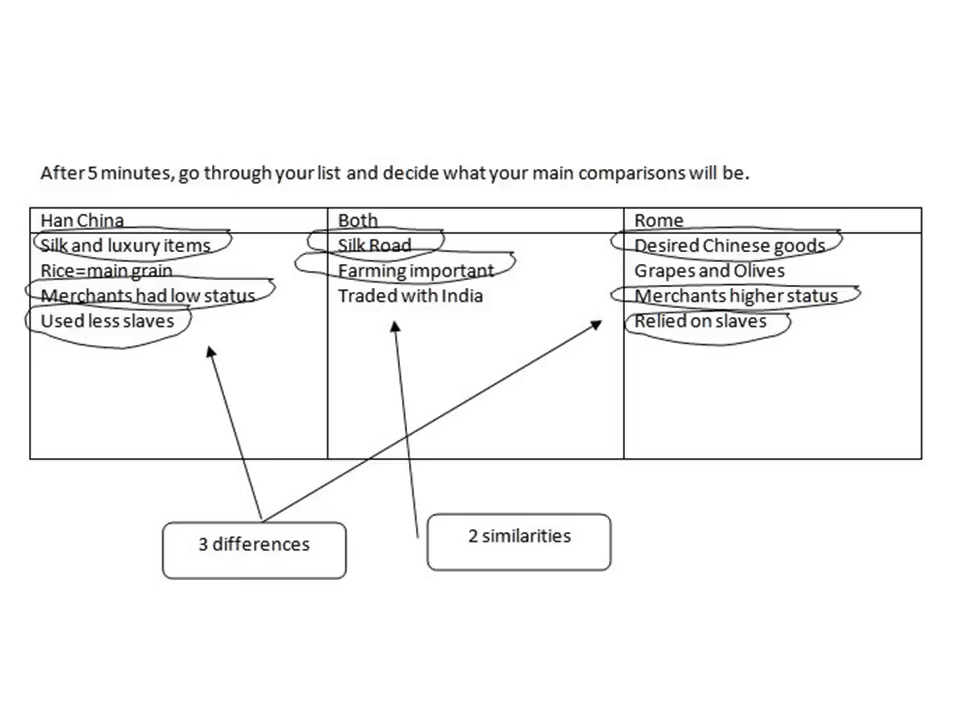 After 5 minutes, go through your list and decide what your main comparisons will be.
Han China
Silk and luxury items
Rice=main grain
Merchants had low status
Used less slaves
Both
Silk Road
Farming important
Traded with India
Rome
Desired Chinese goods
Grapes and Olives
Merchants higher status
Relied on slaves
3 differences
2 similarities